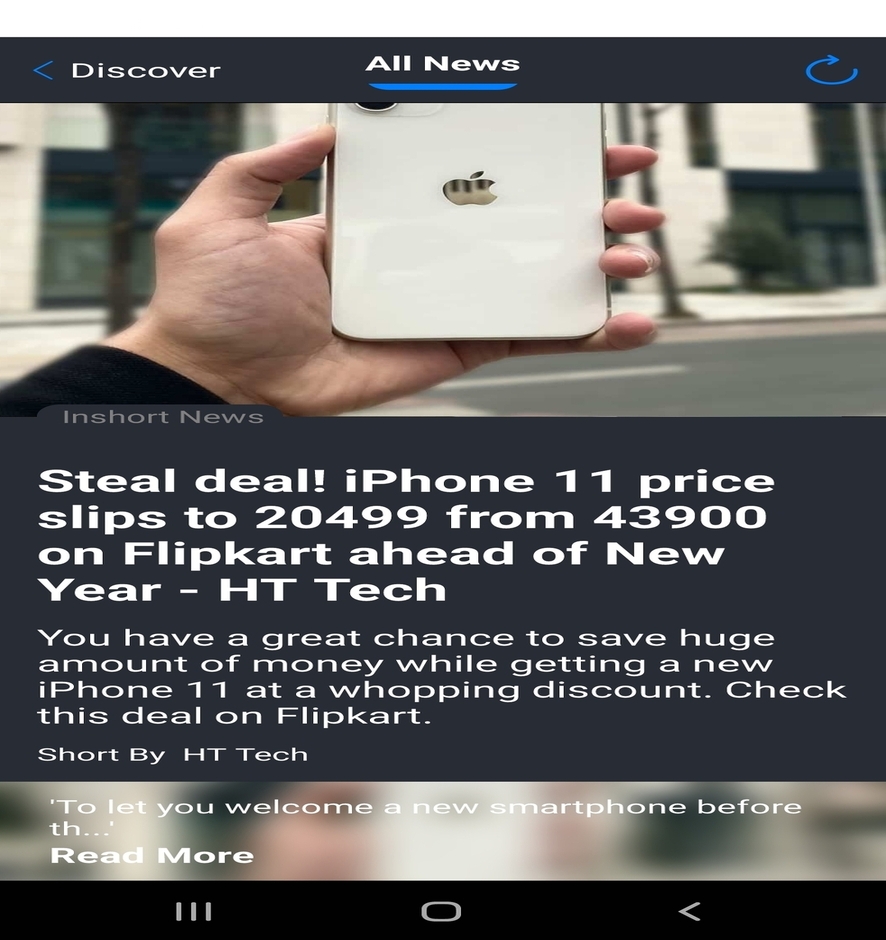 Discover
All News
Inshort News
Steal deal! iPhone 11 price
slips to 20499 from 43900
on Flipkart ahead of New
Year - HT Tech
You have a great chance to save huge
amount of money while getting a new
iPhone 11 at a whopping discount. Check
this deal on Flipkart.
Short By HT Tech
'To let you welcome a new smartphone before
th...'
Read More